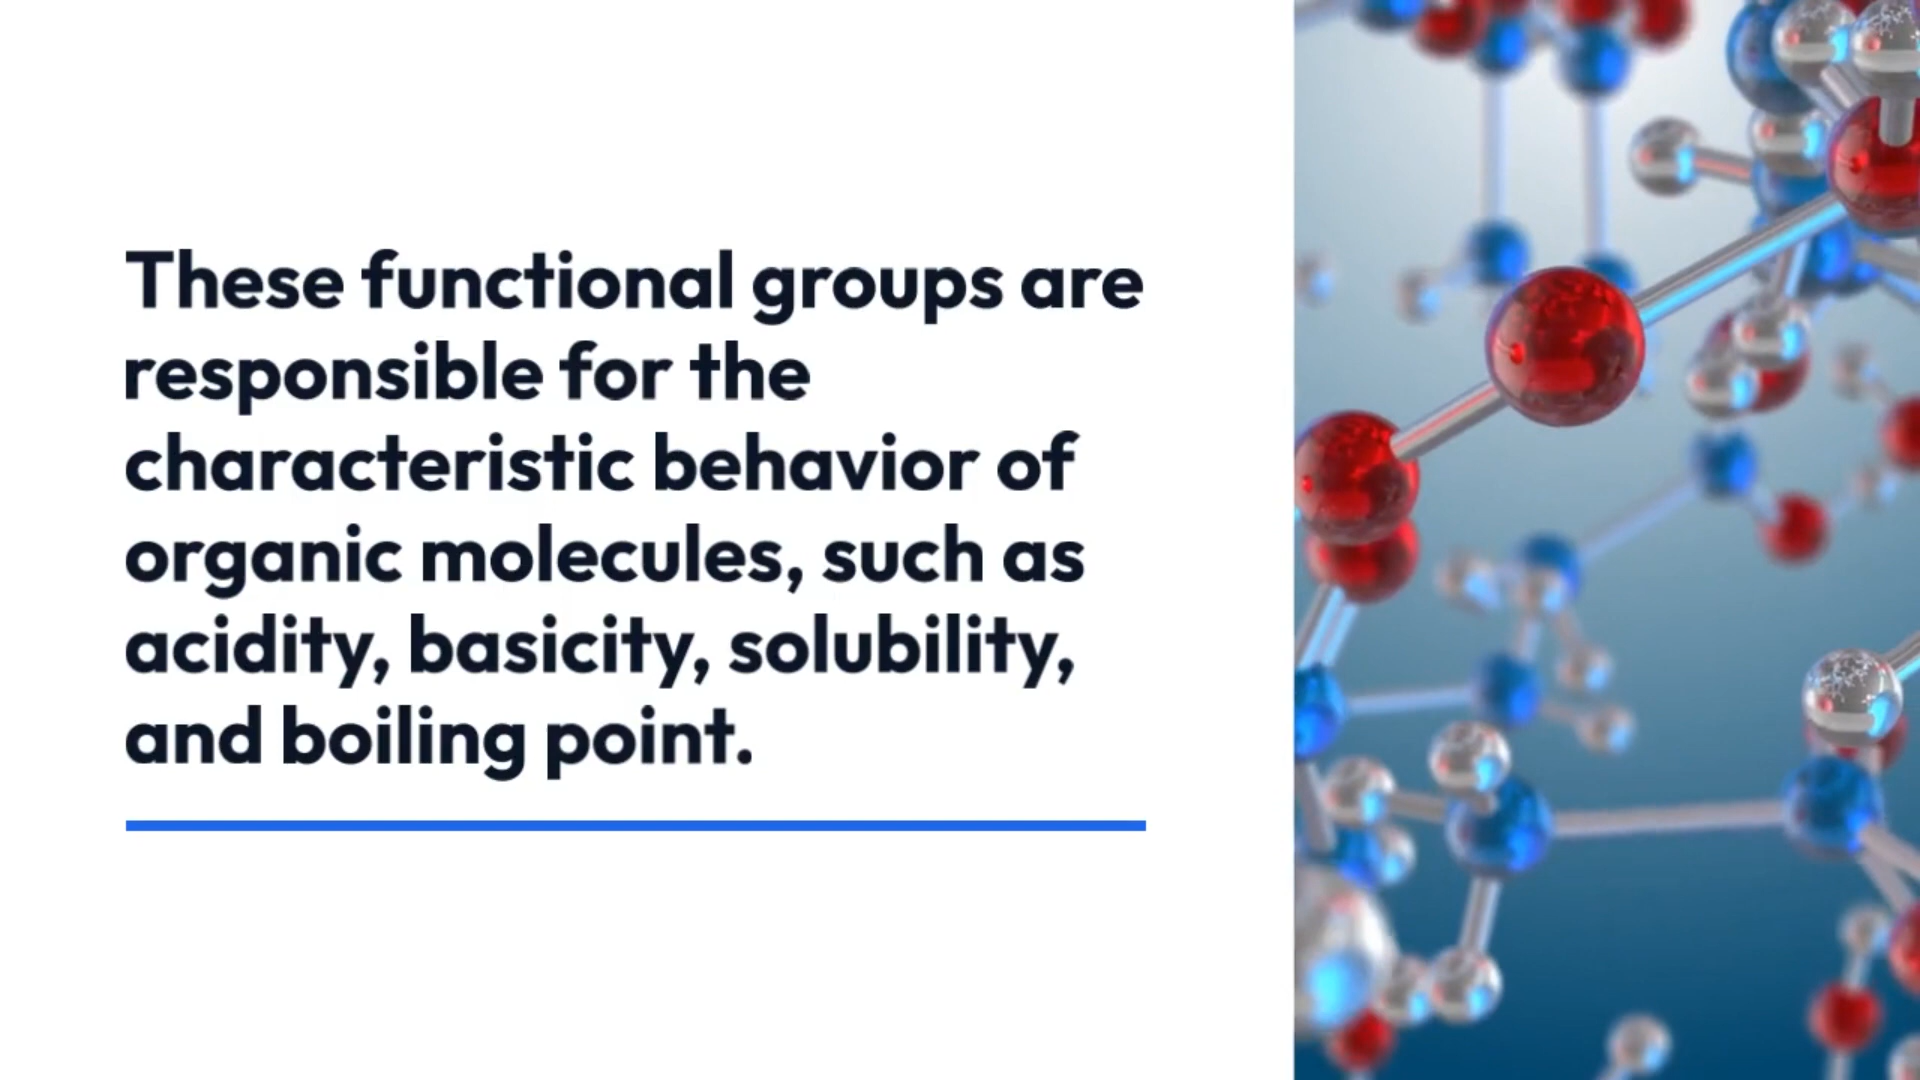 These functional groups are
responsible for the
characteristic behavior of
organic molecules, such as
acidity, basicity, solubility,
and boiling point.